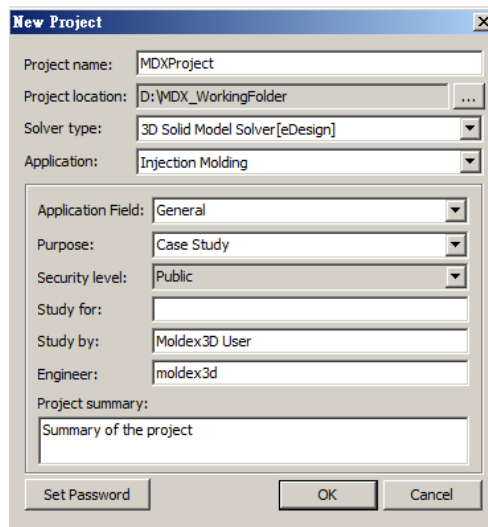 New Project
Project name: MDXProject
Project location: D:\MDX_WorkingFolder ...
Solver type: 3D Solid Model Solver[eDesign]
Application: Injection Molding
Application Field: General
Purpose: Case Study
Security level: Public
Study for:
Study by: Moldex3D User
Engineer: moldex3d
Project summary:
Summary of the project
Set Password OK Cancel